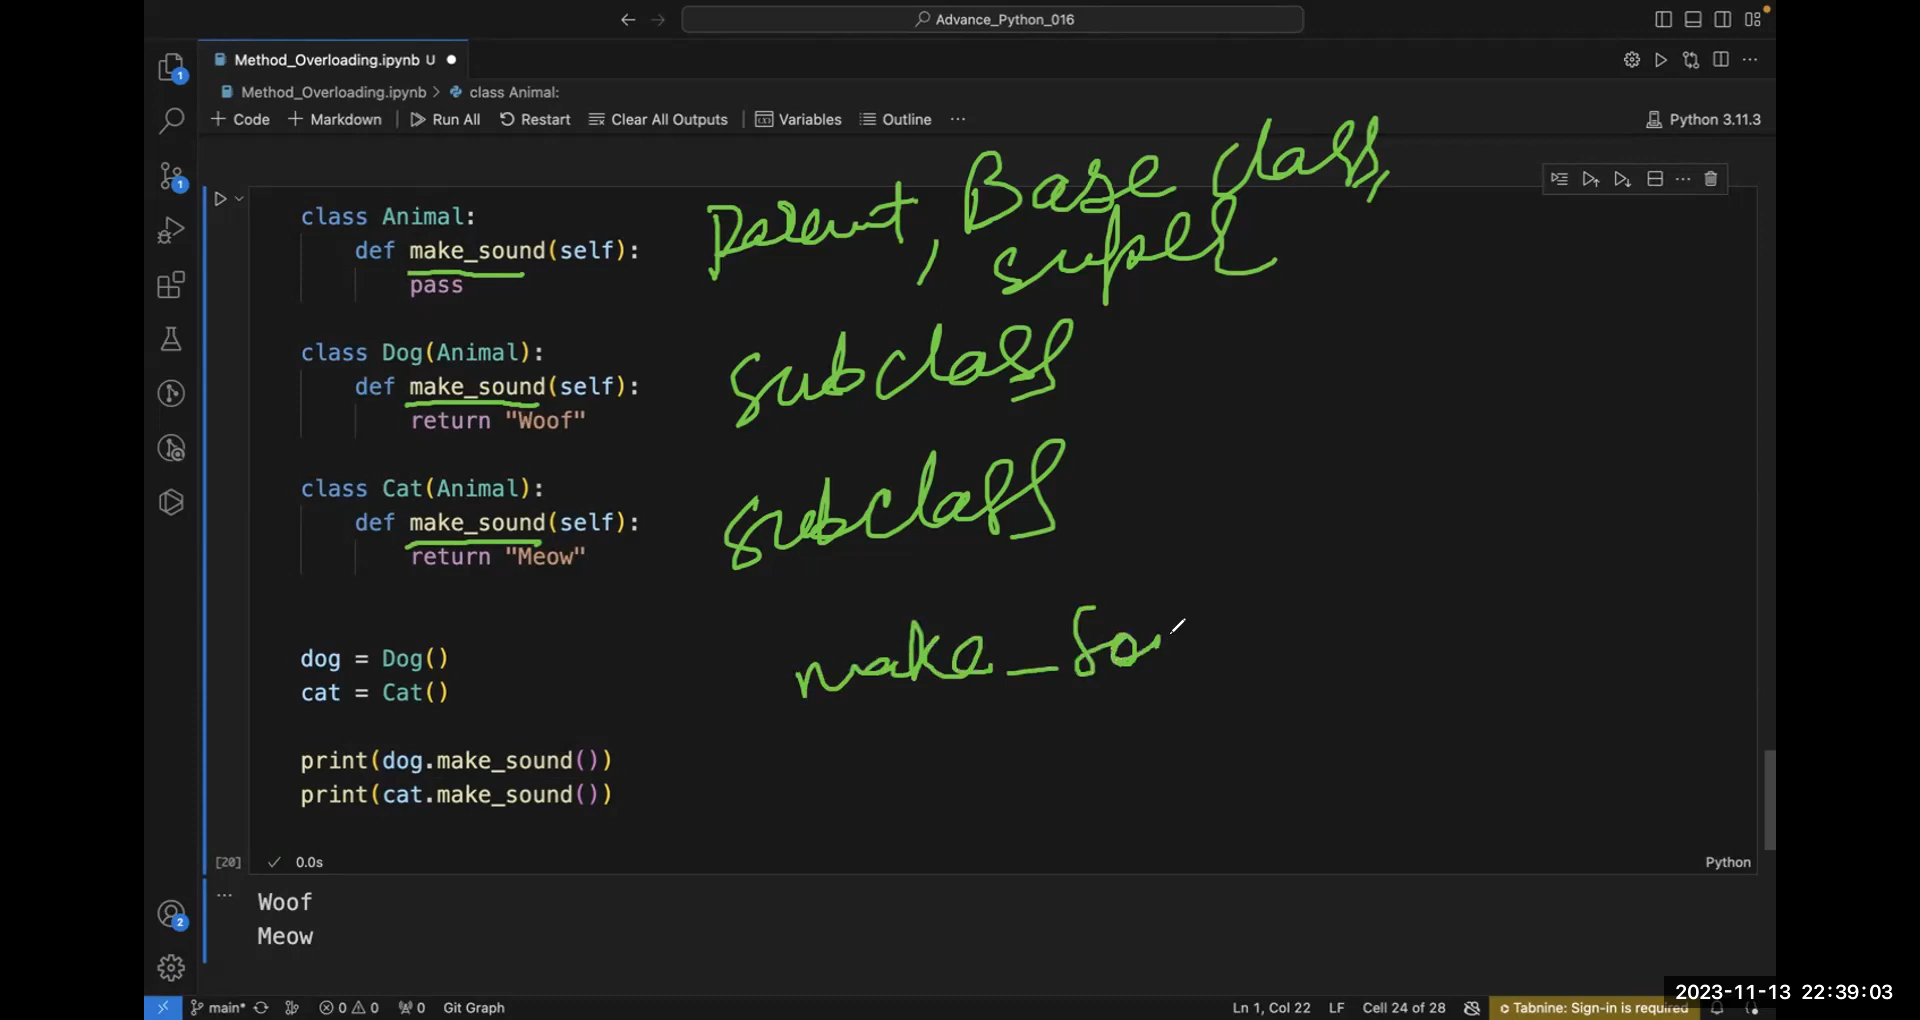 Advance_Python_016
Method_Overloading.ipynb U
Method_Overloading.ipynb > class Animal:
+ Code + Markdown Run All Restart Clear All Outputs Variables Outline ... Python 3.11.3
class Animal:
def make_sound(self):
pass
Parent, Base class,
super
class Dog(Animal):
def make_sound(self):
return "Woof"
subclass
class Cat(Animal):
def make_sound(self):
return "Meow"
subclass
make_So
dog = Dog()
cat = Cat()
print(dog.make_sound())
print(cat.make_sound())
[20] 0.0s Python
Woof
Meow
1
1
2
2023-11-13 22:39:03
main* 0 0 0 Git Graph Ln 1, Col 22 LF Cell 24 of 28 Tabnine: Sign-in is required